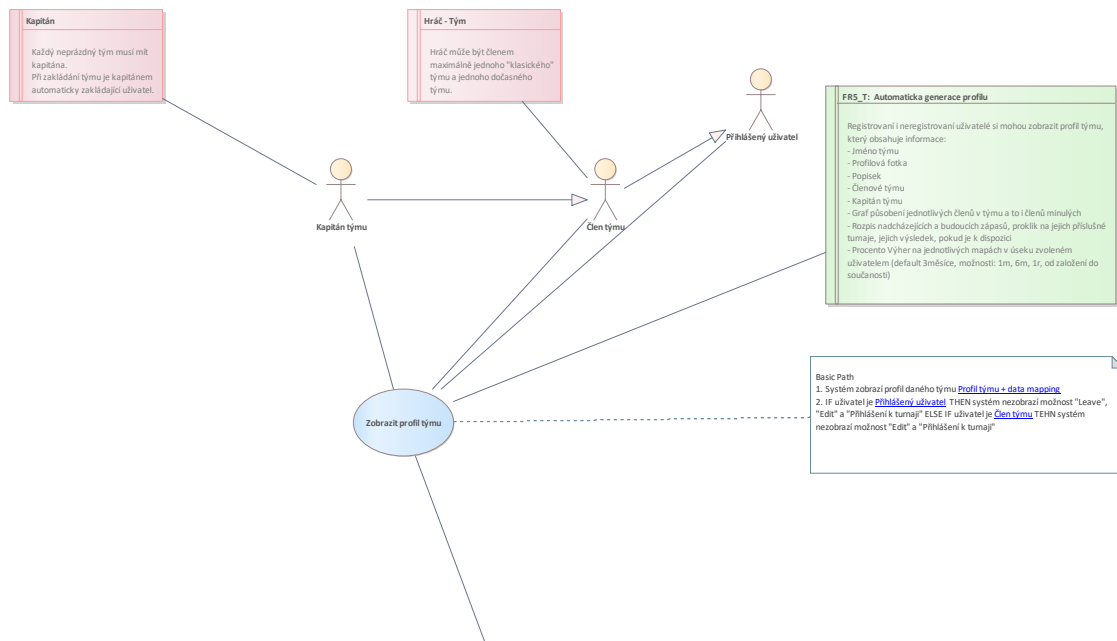 Kapitán
Každý neprázdný tým musí mít
kapitána.
Při zakládání týmu je kapitánem
automaticky zakládající uživatel.
Hráč - Tým
Hráč může být členem
maximálně jednoho "klasického"
týmu a jednoho dočasného
týmu.
Přihlášený uživatel
FR5_T: Automaticka generace profilu
Registrovaní i neregistrovaní uživatelé si mohou zobrazit profil týmu,
který obsahuje informace:
- Jméno týmu
- Profilová fotka
- Popisek
- Členové týmu
- Kapitán týmu
- Graf působení jednotlivých členů v týmu a to i členů minulých
- Rozpis nadcházejících a budoucích zápasů, proklik na jejich příslušné
turnaje, jejich výsledek, pokud je k dispozici
- Procento Výher na jednotlivých mapách v úseku zvoleném
uživatelem (default 3měsíce, možnosti: 1m, 6m, 1r, od založení do
součanosti)
Kapitán týmu
Člen týmu
Zobrazit profil týmu
Basic Path
1. Systém zobrazí profil daného týmu Profil týmu + data mapping
2. IF uživatel je Přihlášený uživatel THEN systém nezobrazí možnost "Leave",
"Edit" a "Přihlášení k turnaji" ELSE IF uživatel je Člen týmu TEHN systém
nezobrazí možnost "Edit" a "Přihlášení k turnaji"